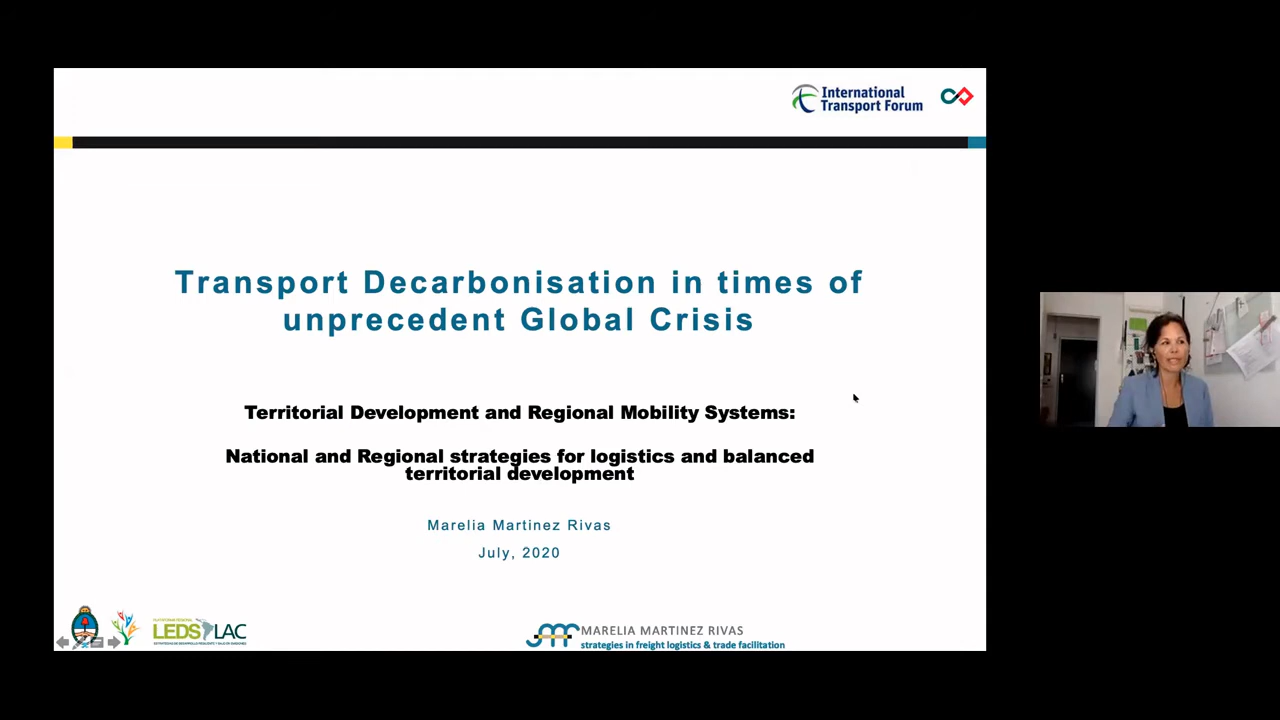 International
Transport Forum
Transport Decarbonisation in times of
unprecedent Global Crisis
Territorial Development and Regional Mobility Systems:
National and Regional strategies for logistics and balanced
territorial development
Marelia Martinez Rivas
July, 2020
PLATAFORMA FEDERAL
LEDS LAC
MARELIA MARTINEZ RIVAS
strategies in freight logistics & trade facilitation